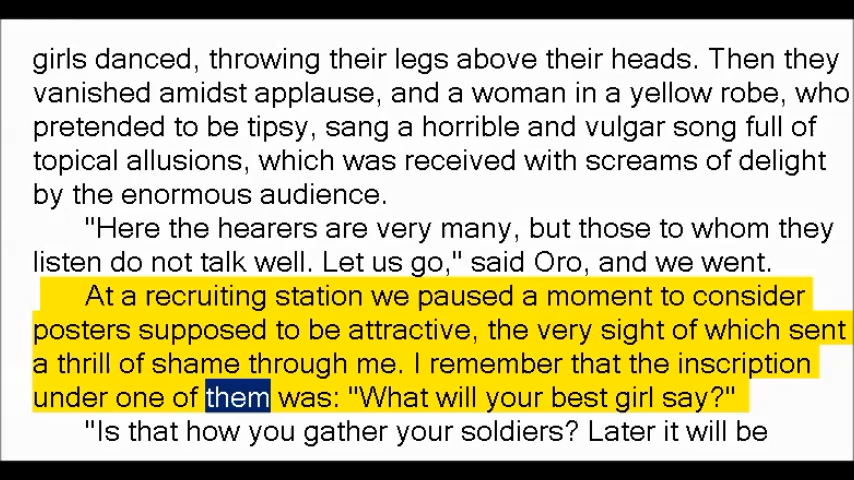 girls danced, throwing their legs above their heads. Then they
vanished amidst applause, and a woman in a yellow robe, who
pretended to be tipsy, sang a horrible and vulgar song full of
topical allusions, which was received with screams of delight
by the enormous audience.
"Here the hearers are very many, but those to whom they
listen do not talk well. Let us go," said Oro, and we went.
At a recruiting station we paused a moment to consider
posters supposed to be attractive, the very sight of which sent
a thrill of shame through me. I remember that the inscription
under one of them was: "What will your best girl say?"
"Is that how you gather your soldiers? Later it will be